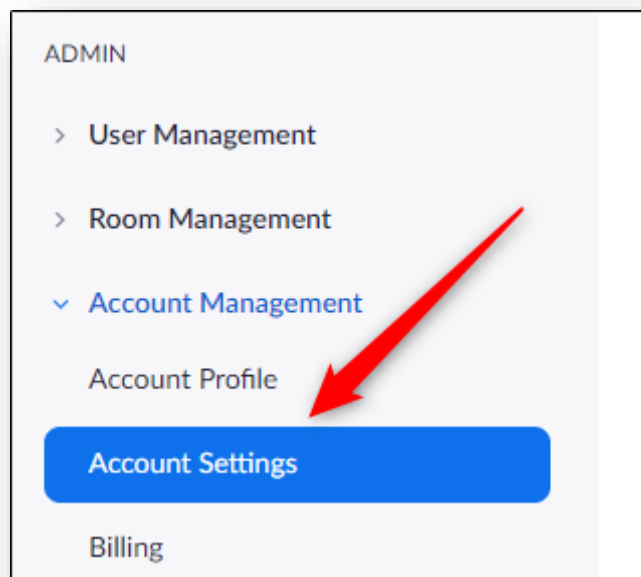 ADMIN
User Management
Room Management
Account Management
Account Profile
Account Settings
Billing